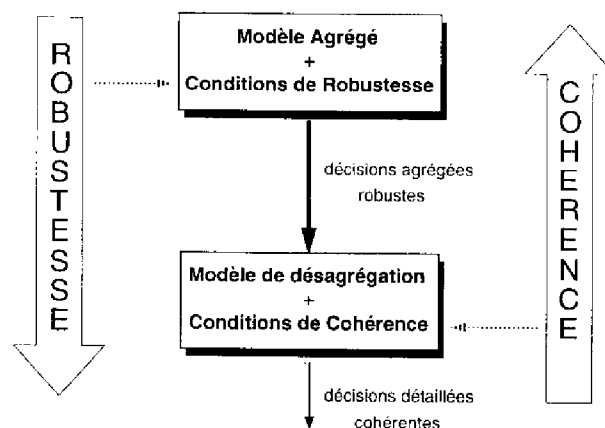 ROBUSTESSE
Modèle Agrégé
+
Conditions de Robustesse
décisions agrégées
robustes
Modèle de désagrégation
+
Conditions de Cohérence
décisions détaillées
cohérentes
COHERENCE